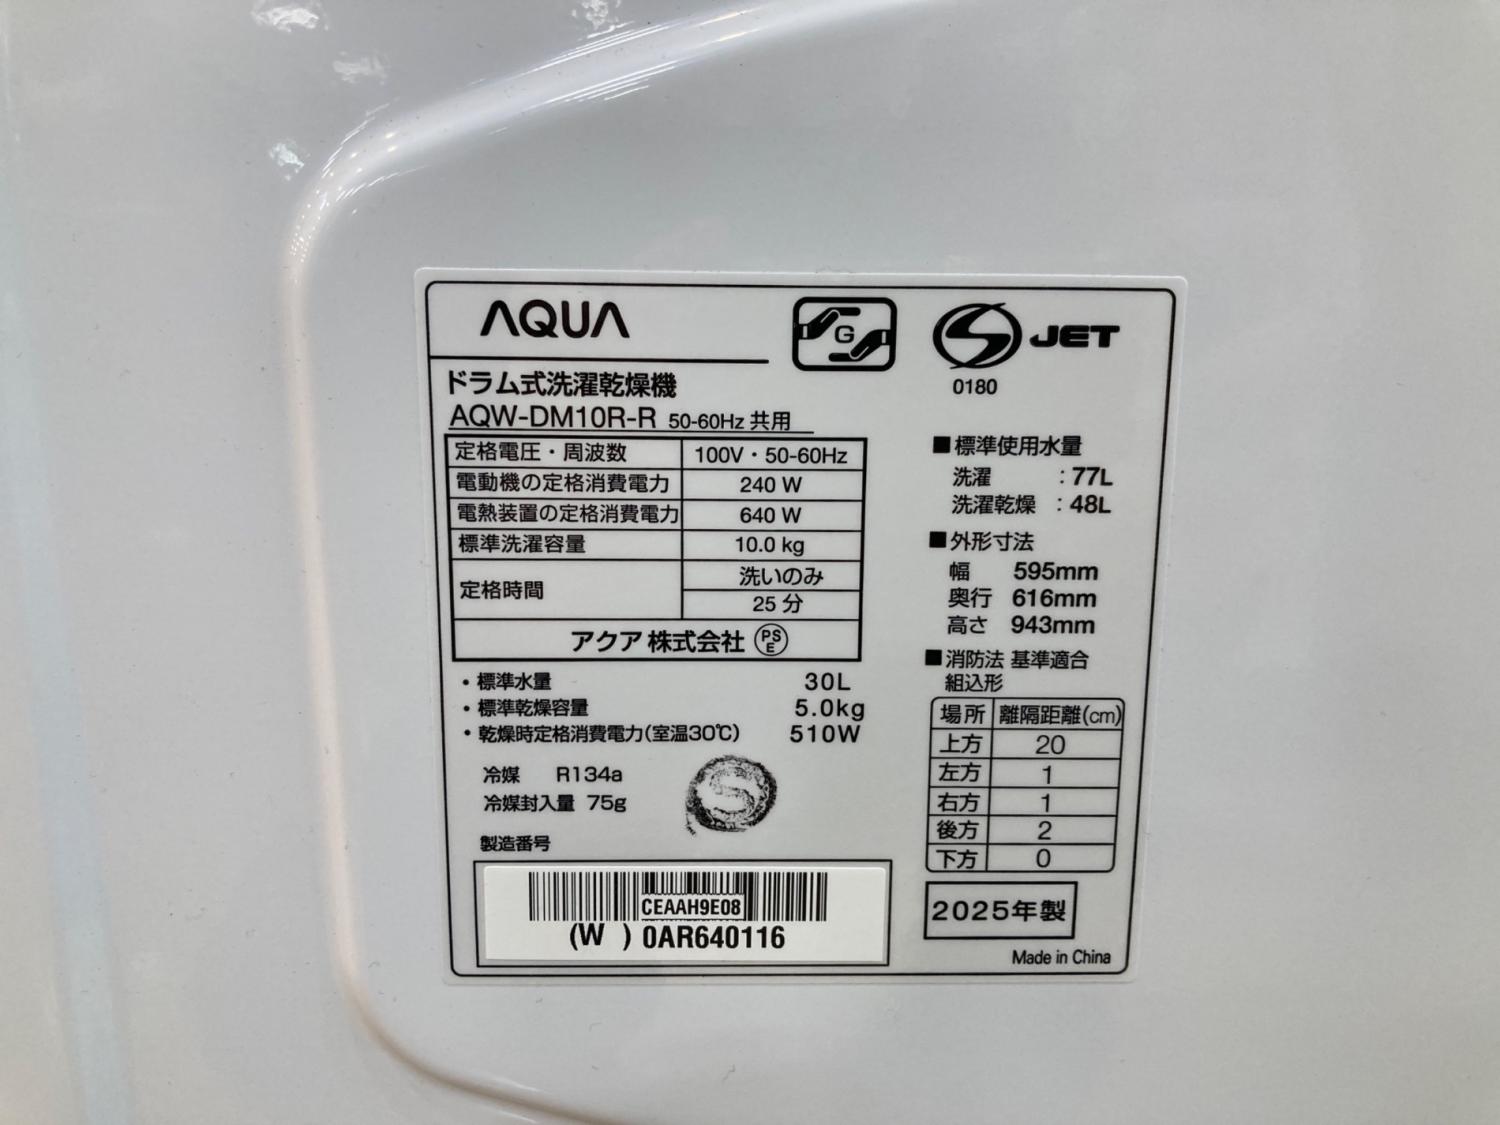 AQUA
G
S JET
0180
ドラム式洗濯乾燥機
AQW-DM10R-R 50-60Hz 共用
定格電圧・周波数 100V・50-60Hz
電動機の定格消費電力 240 W
電熱装置の定格消費電力 640 W
標準洗濯容量 10.0 kg
定格時間 洗いのみ
25 分
アクア 株式会社 PSE
・標準水量 30L
・標準乾燥容量 5.0kg
・乾燥時定格消費電力(室温30℃) 510W
冷媒 R134a
冷媒封入量 75g
製造番号
CEAAH9E08
(W ) 0AR640116
■標準使用水量
洗濯 : 77L
洗濯乾燥 : 48L
■外形寸法
幅 595mm
奥行 616mm
高さ 943mm
■消防法 基準適合
組込形
場所 離隔距離(cm)
上方 20
左方 1
右方 1
後方 2
下方 0
2025年製
Made in China